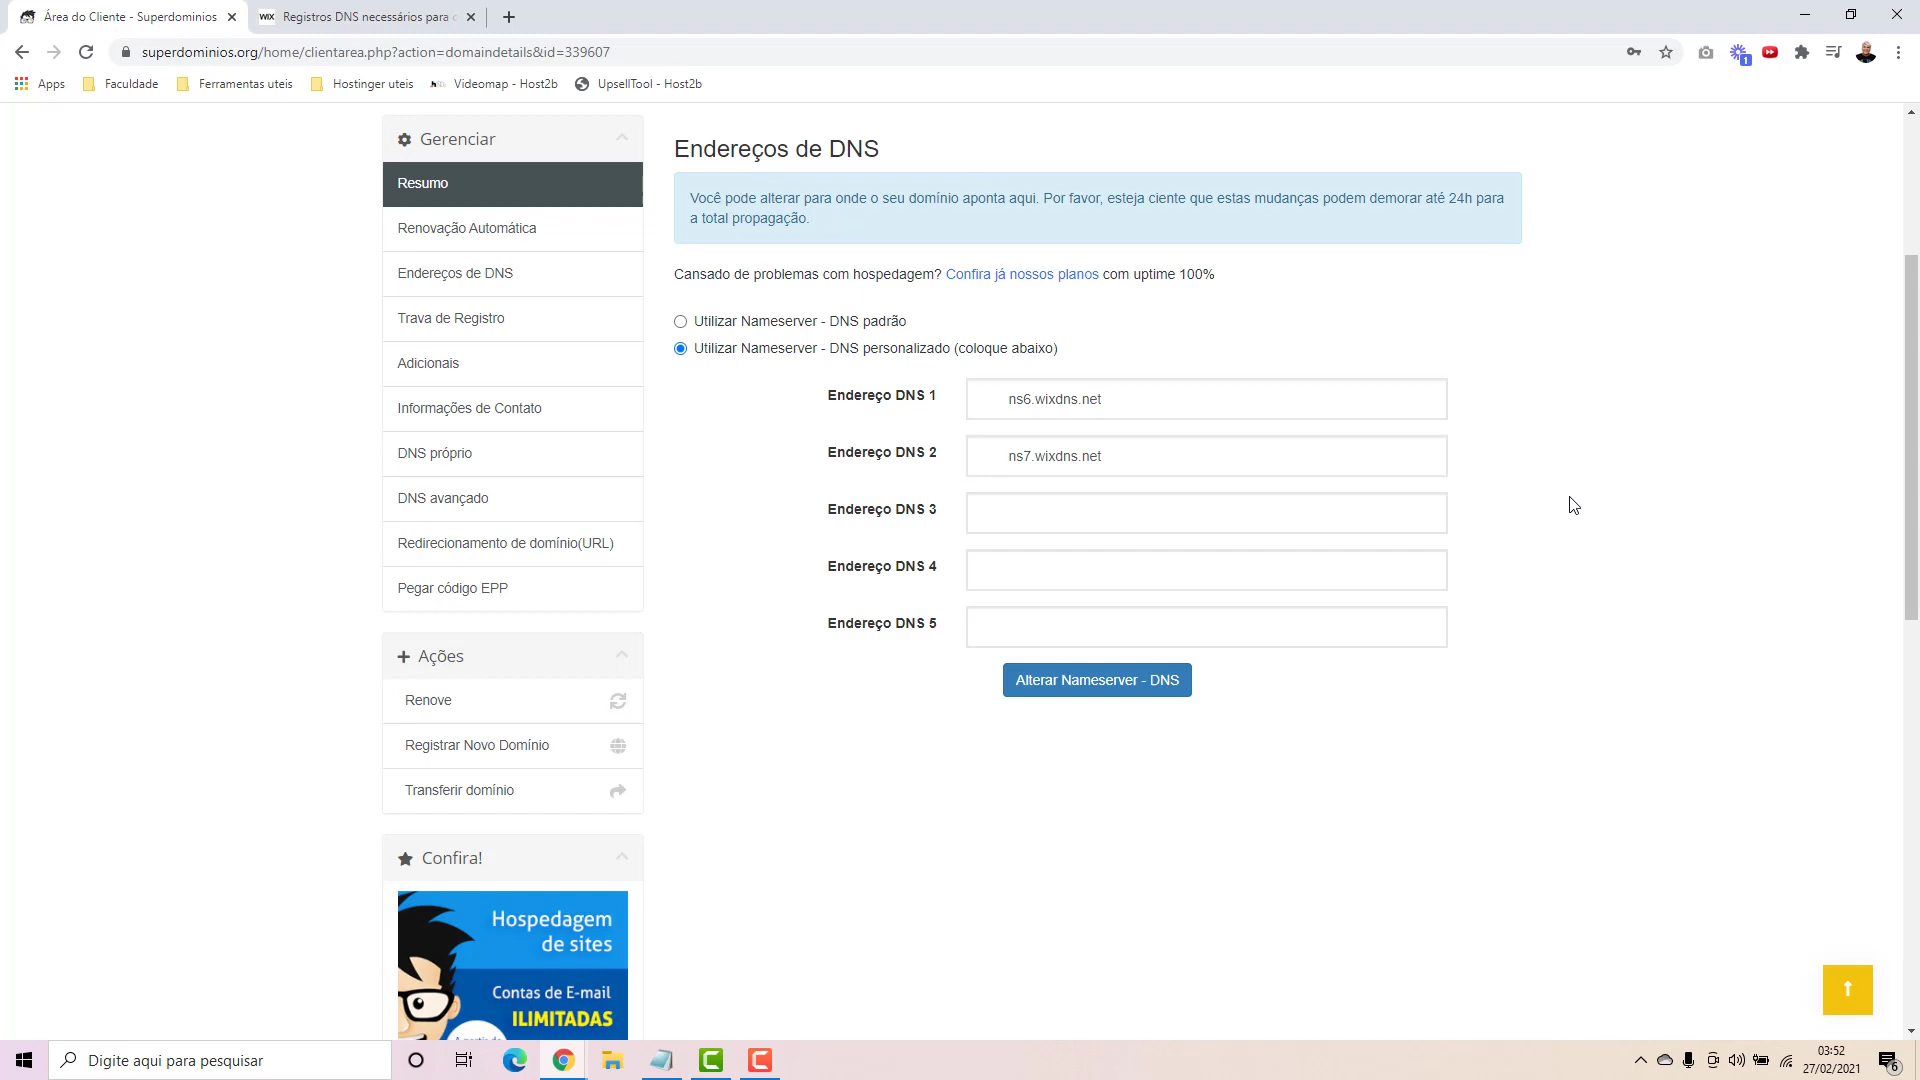 Área do Cliente - Superdominios
WIX Registros DNS necessários para
superdominios.org/home/clientarea.php?action=domaindetails&id=339607
1
Apps
Faculdade
Ferramentas uteis
Hostinger uteis
Videomap - Host2b
UpsellTool - Host2b
Gerenciar
Resumo
Renovação Automática
Endereços de DNS
Trava de Registro
Adicionais
Informações de Contato
DNS próprio
DNS avançado
Redirecionamento de domínio(URL)
Pegar código EPP
Ações
Renove
Registrar Novo Domínio
Transferir domínio
Confira!
Hospedagem
de sites
Contas de E-mail
ILIMITADAS
Endereços de DNS
Você pode alterar para onde o seu domínio aponta aqui. Por favor, esteja ciente que estas mudanças podem demorar até 24h para
a total propagação.
Cansado de problemas com hospedagem? Confira já nossos planos com uptime 100%
Utilizar Nameserver - DNS padrão
Utilizar Nameserver - DNS personalizado (coloque abaixo)
Endereço DNS 1
ns6.wixdns.net
Endereço DNS 2
ns7.wixdns.net
Endereço DNS 3
Endereço DNS 4
Endereço DNS 5
Alterar Nameserver - DNS
Digite aqui para pesquisar
03:52
27/02/2021
6